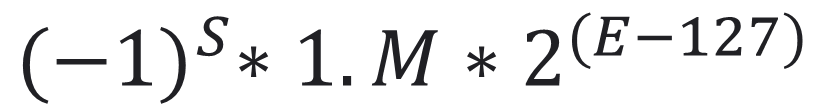 (−1)^S * 1. M * 2^(E−127)